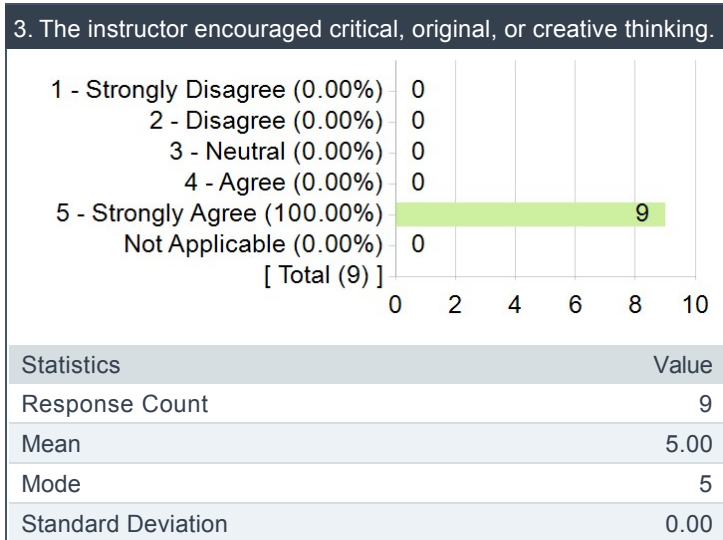 3. The instructor encouraged critical, original, or creative thinking.
1 - Strongly Disagree (0.00%) 0
2 - Disagree (0.00%) 0
3 - Neutral (0.00%) 0
4 - Agree (0.00%) 0
5 - Strongly Agree (100.00%) 9
Not Applicable (0.00%) 0
[ Total (9) ]
0 2 4 6 8 10
Statistics Value
Response Count 9
Mean 5.00
Mode 5
Standard Deviation 0.00